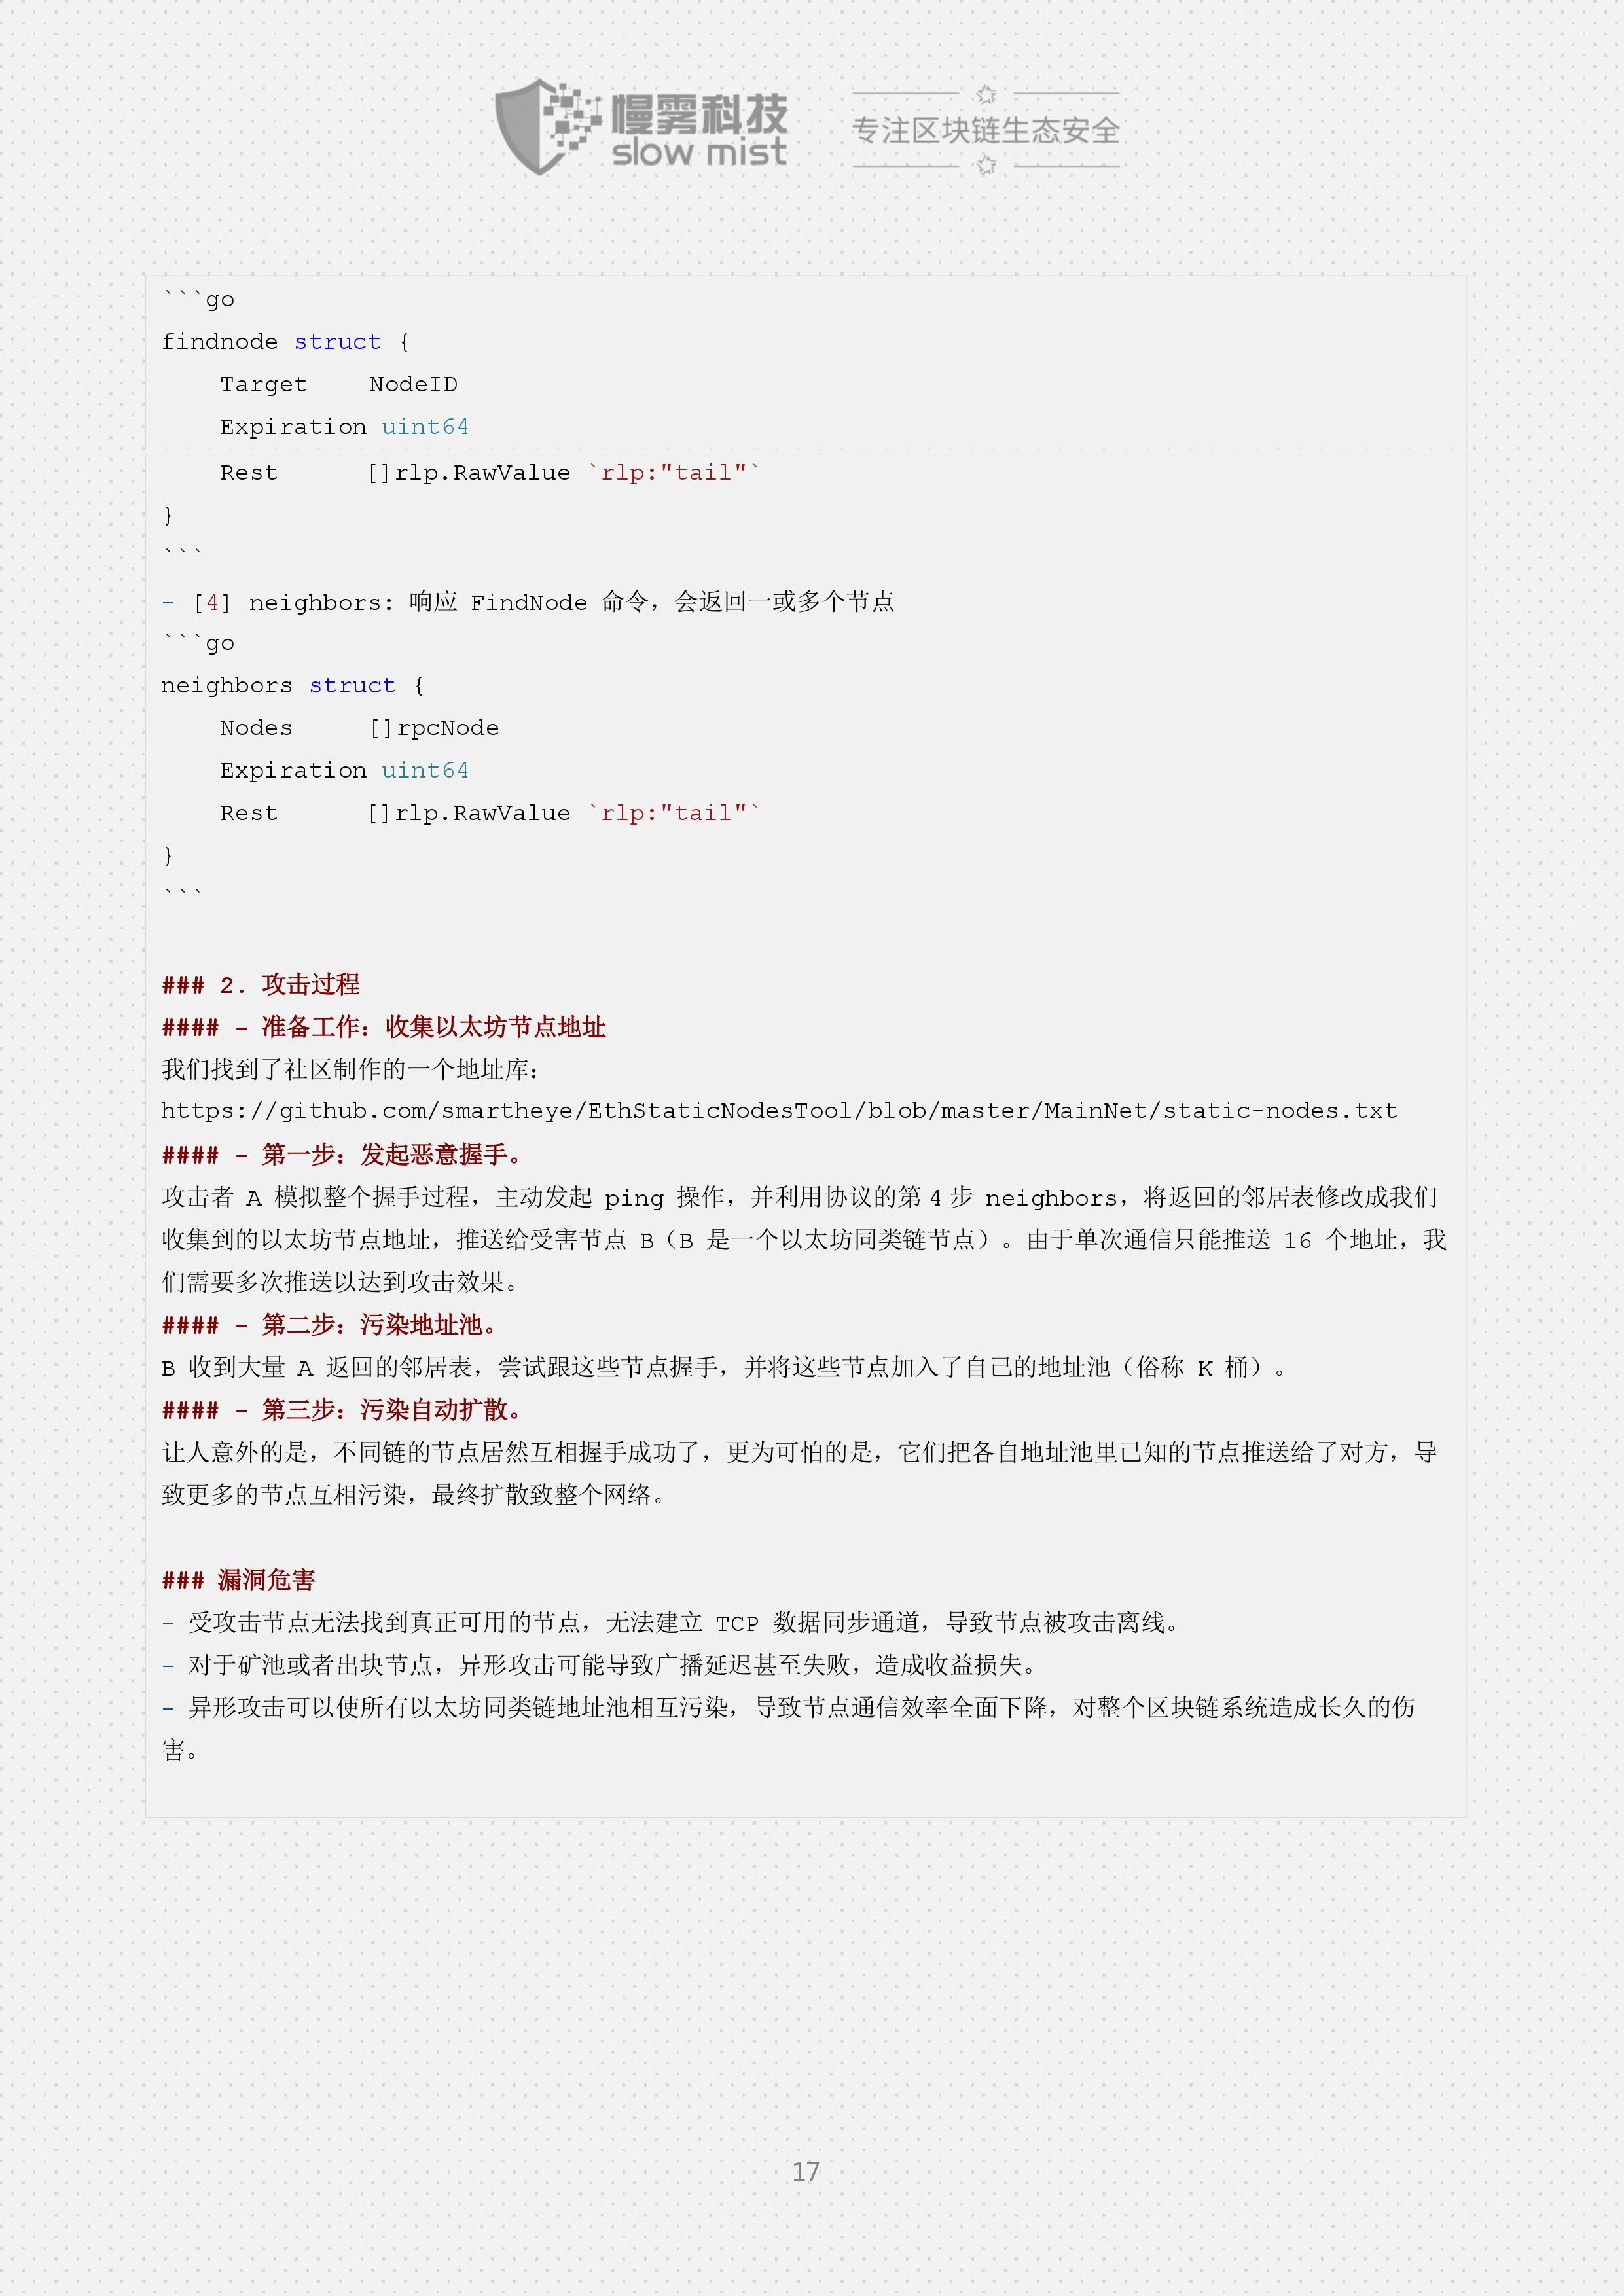 慢雾科技
slow mist
专注区块链生态安全
```go
findnode struct {
    Target    NodeID
    Expiration uint64
    Rest      []rlp.RawValue `rlp:"tail"`
}
```
- [4] neighbors: 响应 FindNode 命令，会返回一或多个节点
```go
neighbors struct {
    Nodes     []rpcNode
    Expiration uint64
    Rest      []rlp.RawValue `rlp:"tail"`
}
```
### 2. 攻击过程
#### - 准备工作：收集以太坊节点地址
我们找到了社区制作的一个地址库：
https://github.com/smartheye/EthStaticNodesTool/blob/master/MainNet/static-nodes.txt
#### - 第一步：发起恶意握手。
攻击者 A 模拟整个握手过程，主动发起 ping 操作，并利用协议的第 4 步 neighbors，将返回的邻居表修改成我们
收集到的以太坊节点地址，推送给受害节点 B（B 是一个以太坊同类链节点）。由于单次通信只能推送 16 个地址，我
们需要多次推送以达到攻击效果。
#### - 第二步：污染地址池。
B 收到大量 A 返回的邻居表，尝试跟这些节点握手，并将这些节点加入了自己的地址池（俗称 K 桶）。
#### - 第三步：污染自动扩散。
让人意外的是，不同链的节点居然互相握手成功了，更为可怕的是，它们把各自地址池里已知的节点推送给了对方，导
致更多的节点互相污染，最终扩散致整个网络。
### 漏洞危害
- 受攻击节点无法找到真正可用的节点，无法建立 TCP 数据同步通道，导致节点被攻击离线。
- 对于矿池或者出块节点，异形攻击可能导致广播延迟甚至失败，造成收益损失。
- 异形攻击可以使所有以太坊同类链地址池相互污染，导致节点通信效率全面下降，对整个区块链系统造成长久的伤
害。
17